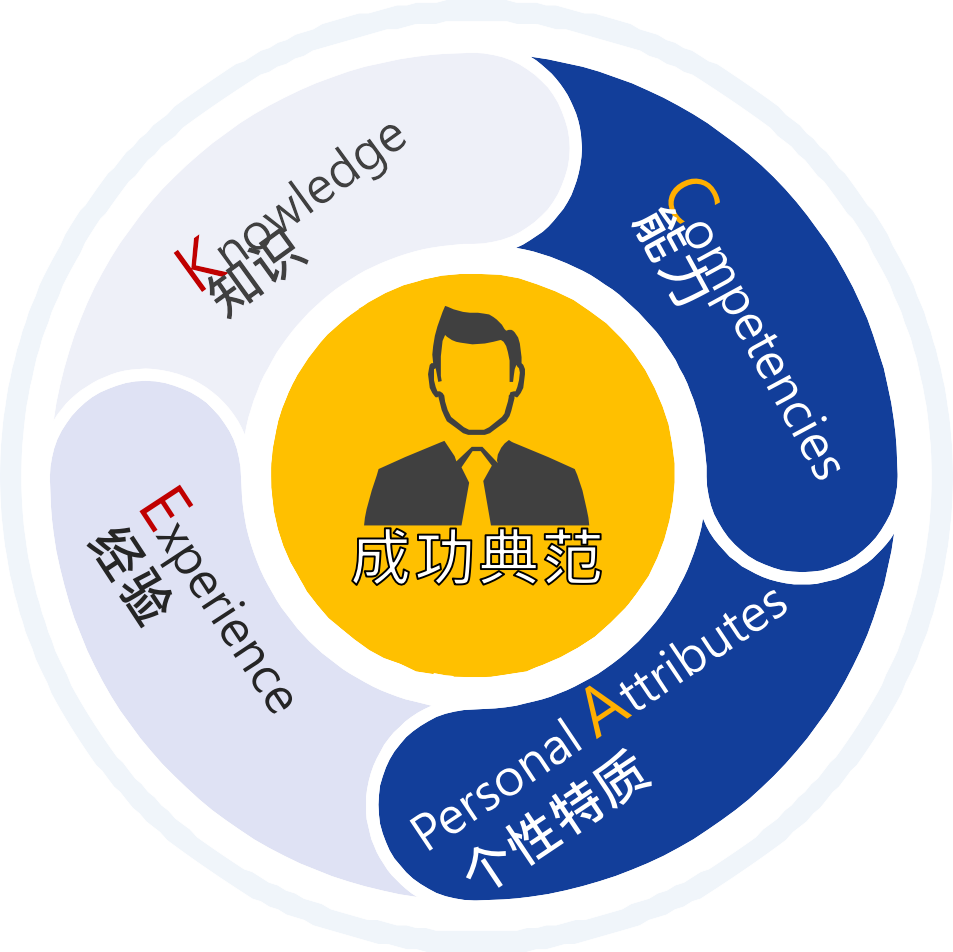 Knowledge
知识
Competencies
能力
Experience
经验
Personal Attributes
个性特质
成功典范